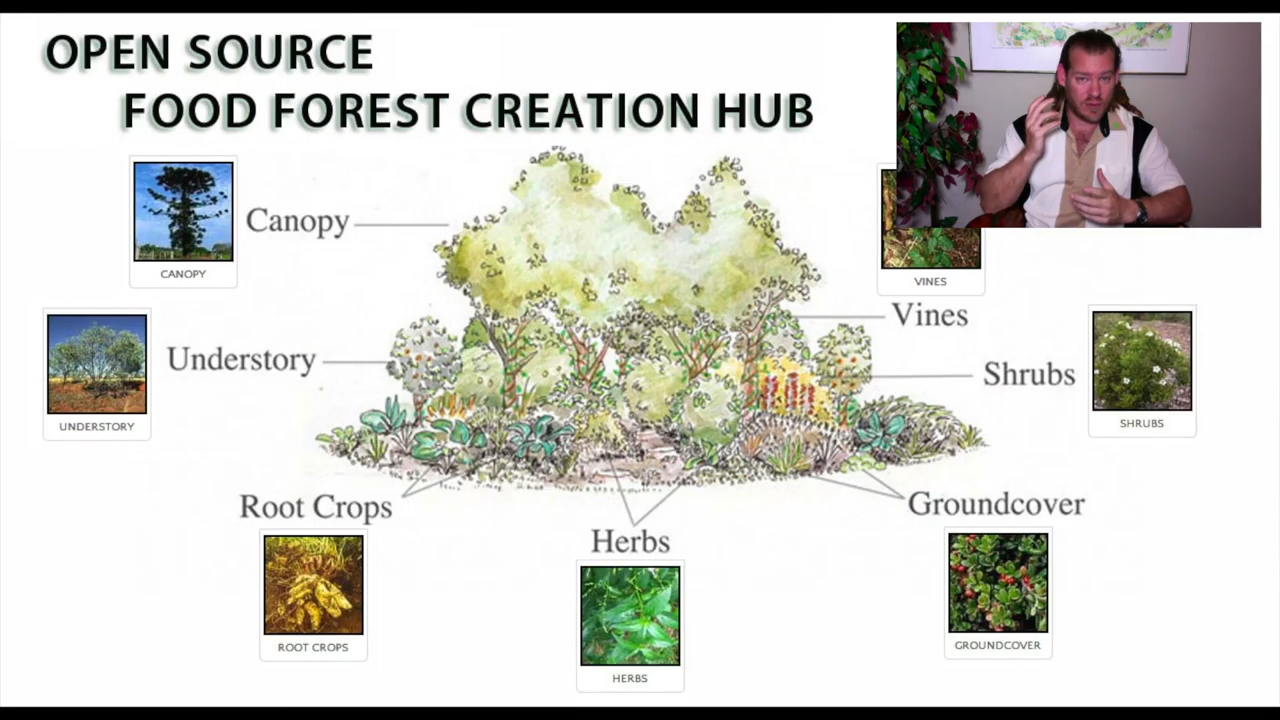 OPEN SOURCE
FOOD FOREST CREATION HUB
CANOPY
Canopy
VINES
Vines
UNDERSTORY
Understory
Shrubs
SHRUBS
Root Crops
ROOT CROPS
Herbs
HERBS
Groundcover
GROUNDCOVER